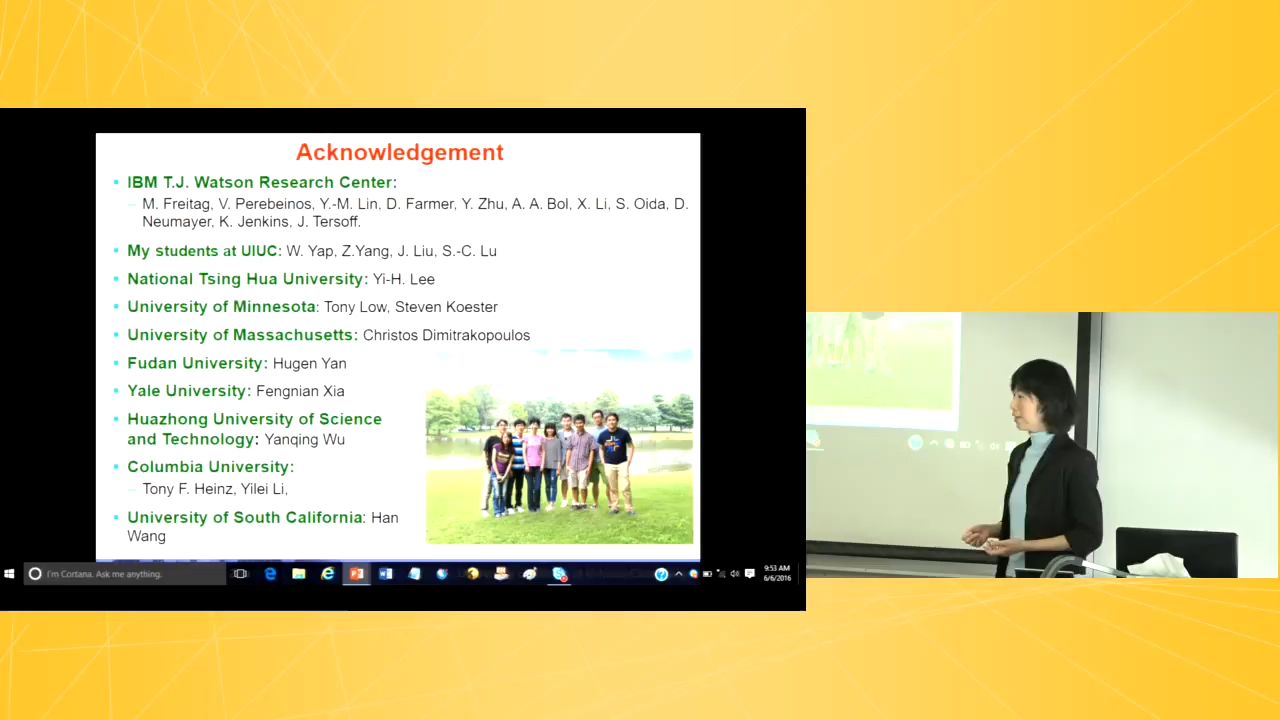 Acknowledgement
IBM T.J. Watson Research Center:
M. Freitag, V. Perebeinos, Y.-M. Lin, D. Farmer, Y. Zhu, A. A. Bol, X. Li, S. Oida, D.
Neumayer, K. Jenkins, J. Tersoff.
My students at UIUC: W. Yap, Z.Yang, J. Liu, S.-C. Lu
National Tsing Hua University: Yi-H. Lee
University of Minnesota: Tony Low, Steven Koester
University of Massachusetts: Christos Dimitrakopoulos
Fudan University: Hugen Yan
Yale University: Fengnian Xia
Huazhong University of Science
and Technology: Yanqing Wu
Columbia University:
Tony F. Heinz, Yilei Li,
University of South California: Han
Wang
I'm Cortana. Ask me anything.
9:53 AM
6/6/2016